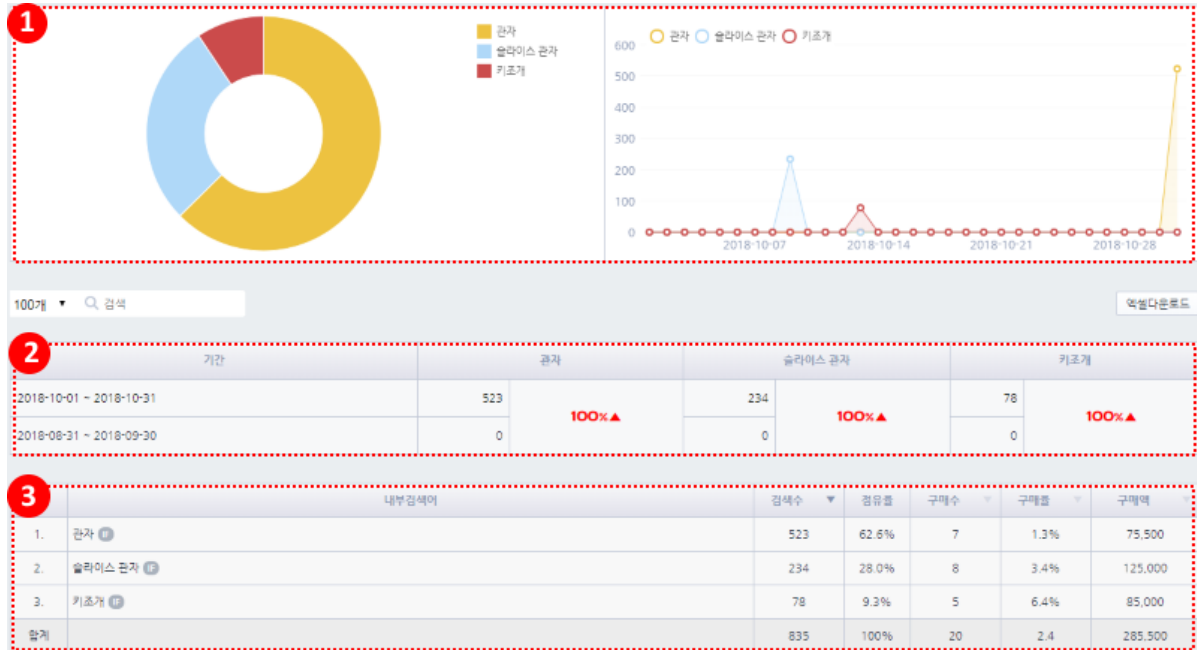 1
관자
슬라이스 관자
키조개
관자 슬라이스 관자 키조개
600
500
400
300
200
100
0
2018-10-07 2018-10-14 2018-10-21 2018-10-28
100개 ▼ 검색
엑셀다운로드
2
기간 관자 슬라이스 관자 키조개
2018-10-01 ~ 2018-10-31 523 100%▲ 234 100%▲ 78 100%▲
2018-08-31 ~ 2018-09-30 0 0 0
3
내부검색어 검색수 ▼ 점유율 구매수 ▼ 구매율 ▼ 구매액 ▼
1. 관자 IF 523 62.6% 7 1.3% 75,500
2. 슬라이스 관자 IF 234 28.0% 8 3.4% 125,000
3. 키조개 IF 78 9.3% 5 6.4% 85,000
합계 835 100% 20 2.4 285,500